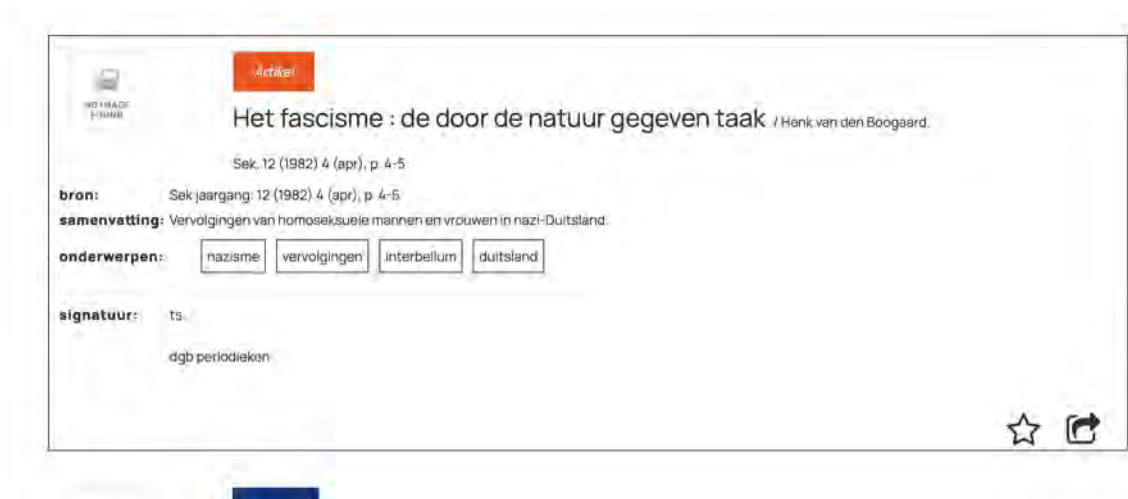 NO IMAGE
FOUND
Artikel
Het fascisme : de door de natuur gegeven taak / Henk van den Boogaard.
Sek, 12 (1982) 4 (apr), p. 4-5
bron: Sek jaargang: 12 (1982) 4 (apr), p. 4-5
samenvatting: Vervolgingen van homoseksuele mannen en vrouwen in nazi-Duitsland.
onderwerpen: nazisme vervolgingen interbellum duitsland
signatuur: ts.
dgb periodieken